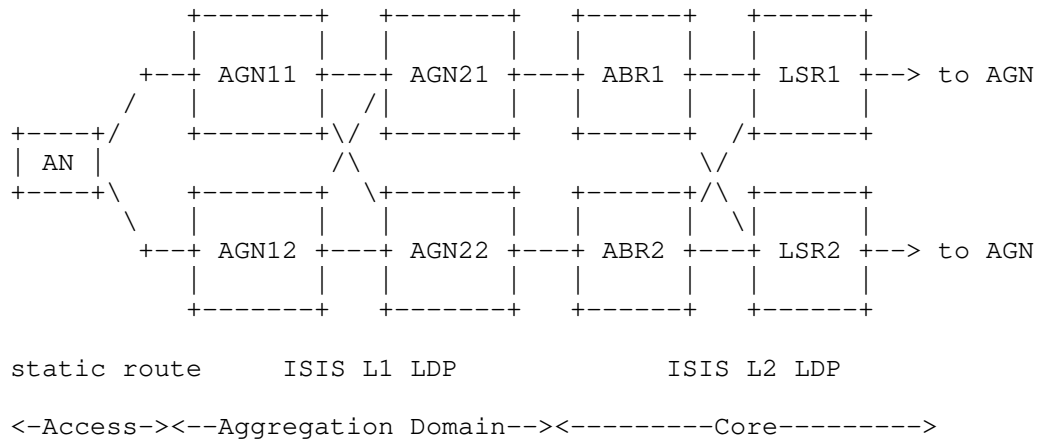 AGN11 AGN21 ABR1 LSR1 --> to AGN
AN
AGN12 AGN22 ABR2 LSR2 --> to AGN
static route ISIS L1 LDP ISIS L2 LDP
<-Access-><--Aggregation Domain--><---------Core--------->